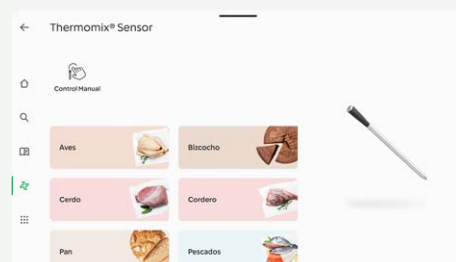 Thermomix® Sensor
Control Manual
Aves
Bizcocho
Cerdo
Cordero
Pan
Pescados